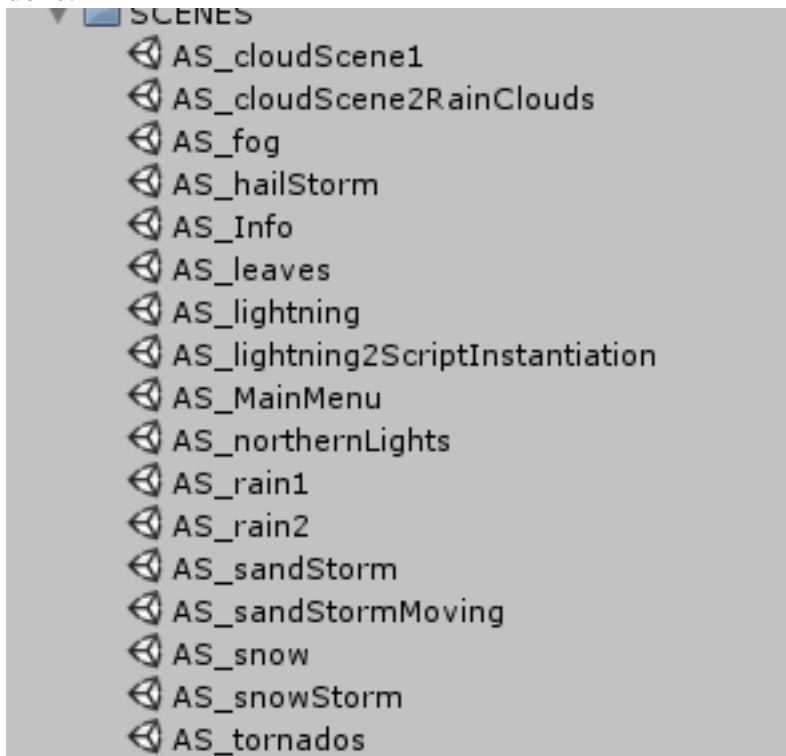 SCENES
AS_cloudScene1
AS_cloudScene2RainClouds
AS_fog
AS_hailStorm
AS_Info
AS_leaves
AS_lightning
AS_lightning2ScriptInstantiation
AS_MainMenu
AS_northernLights
AS_rain1
AS_rain2
AS_sandStorm
AS_sandStormMoving
AS_snow
AS_snowStorm
AS_tornados